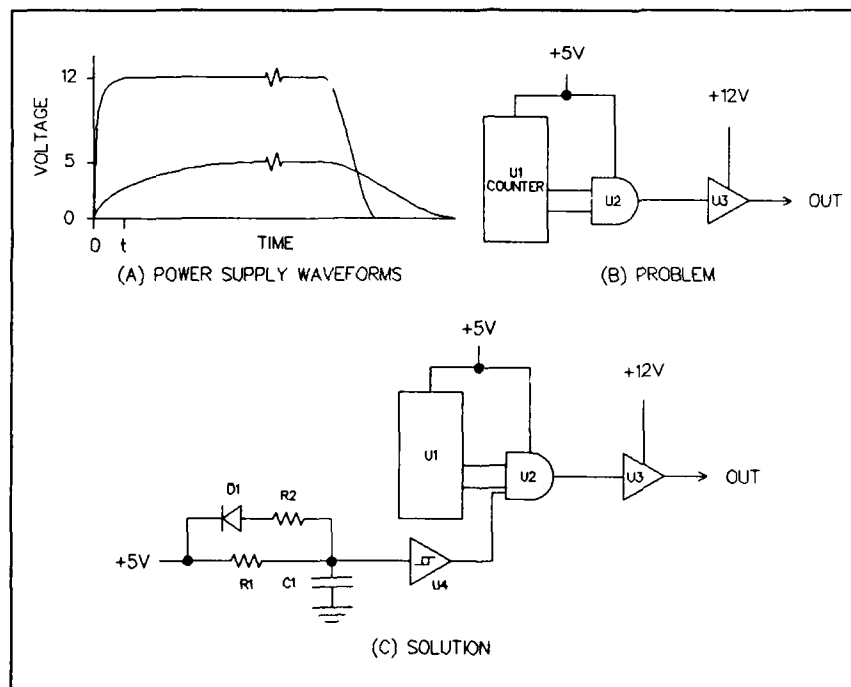 12
5
0
VOLTAGE
0 t TIME
(A) POWER SUPPLY WAVEFORMS
+5V
+12V
U1
COUNTER
U2
U3
OUT
(B) PROBLEM
+5V
+12V
U1
U2
U3
OUT
D1
R2
+5V
R1
C1
U4
(C) SOLUTION